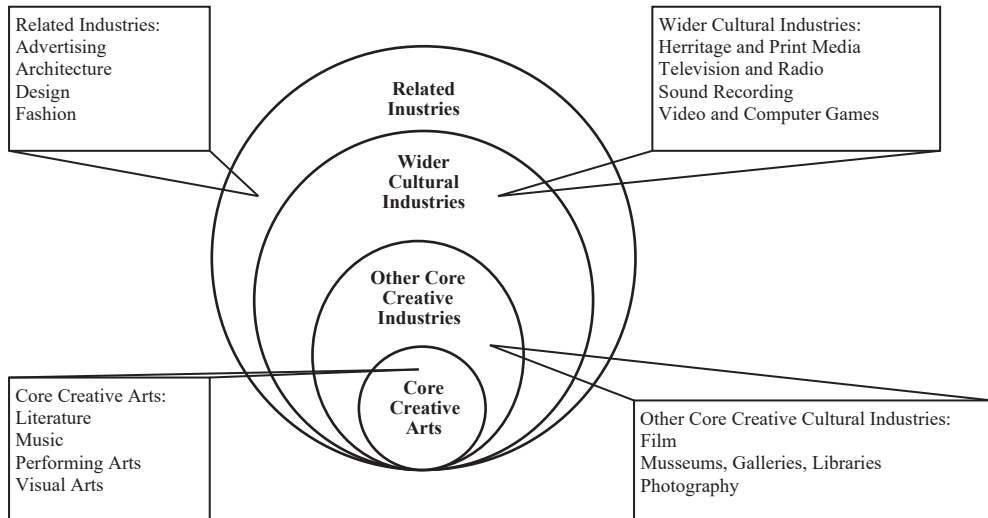 Related Industries:
Advertising
Architecture
Design
Fashion
Wider Cultural Industries:
Herritage and Print Media
Television and Radio
Sound Recording
Video and Computer Games
Related
Inustries
Wider
Cultural
Industries
Other Core
Creative
Industries
Core
Creative
Arts
Core Creative Arts:
Literature
Music
Performing Arts
Visual Arts
Other Core Creative Cultural Industries:
Film
Musseums, Galleries, Libraries
Photography